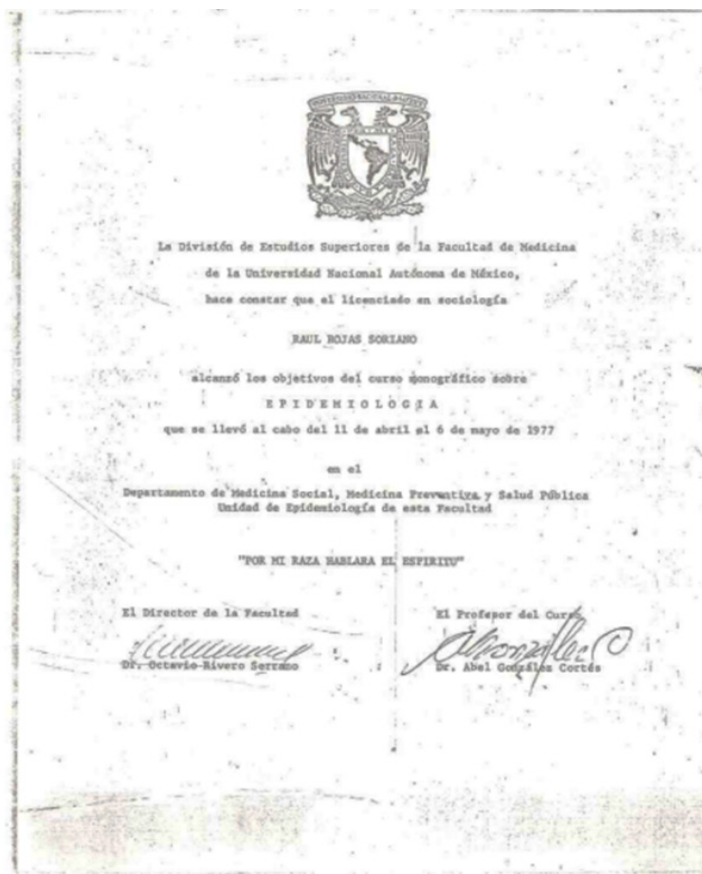 La División de Estudios Superiores de la Facultad de Medicina
de la Universidad Nacional Autónoma de México,
hace constar que el licenciado en sociología
RAUL ROJAS SORIANO
alcanzó los objetivos del curso monográfico sobre
E P I D E M I O L O G I A
que se llevó al cabo del 11 de abril al 6 de mayo de 1977
en el
Departamento de Medicina Social, Medicina Preventiva y Salud Pública
Unidad de Epidemiología de esta Facultad
"POR MI RAZA HABLARA EL ESPIRITU"
El Director de la Facultad
El Profesor del Curso
Dr. Octavio Rivero Serrano
Dr. Abel González Cortés